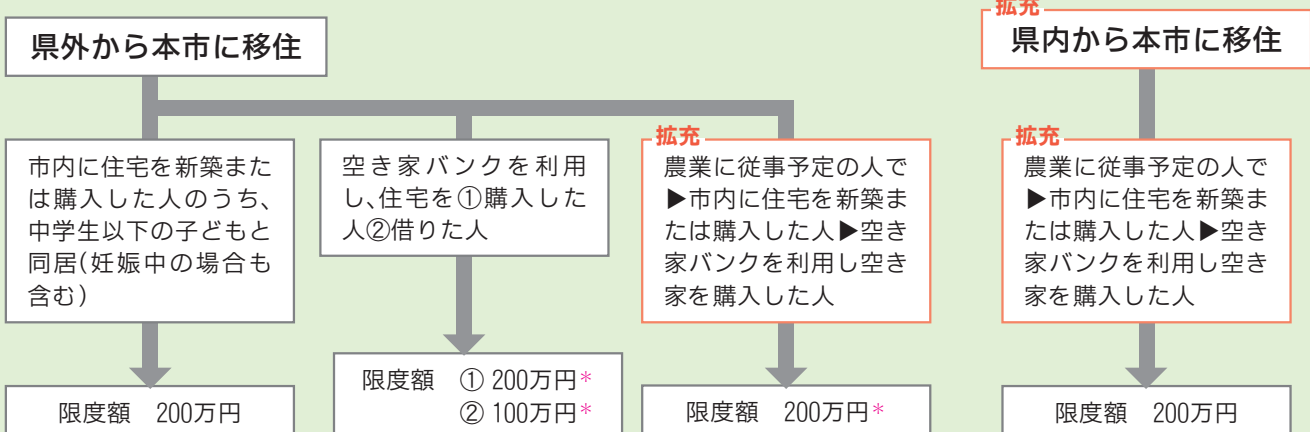 県外から本市に移住
市内に住宅を新築また
は購入した人のうち、
中学生以下の子どもと
同居(妊娠中の場合も
含む)
限度額 200万円
空き家バンクを利用
し、住宅を①購入した
人②借りた人
限度額 ① 200万円*
② 100万円*
拡充
農業に従事予定の人で
▶市内に住宅を新築ま
たは購入した人▶空き
家バンクを利用し空き
家を購入した人
限度額 200万円*
拡充
県内から本市に移住
拡充
農業に従事予定の人で
▶市内に住宅を新築ま
たは購入した人▶空き
家バンクを利用し空き
家を購入した人
限度額 200万円